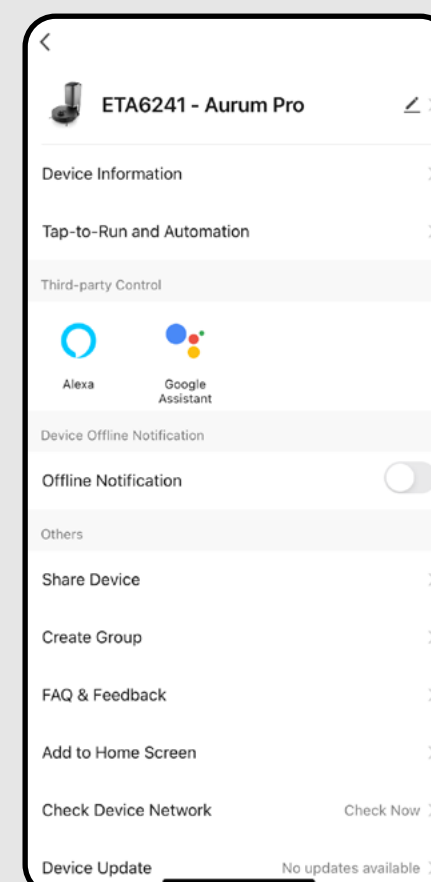 ETA6241 - Aurum Pro
Device Information
Tap-to-Run and Automation
Third-party Control
Alexa
Google
Assistant
Device Offline Notification
Offline Notification
Others
Share Device
Create Group
FAQ & Feedback
Add to Home Screen
Check Device Network Check Now
Device Update No updates available